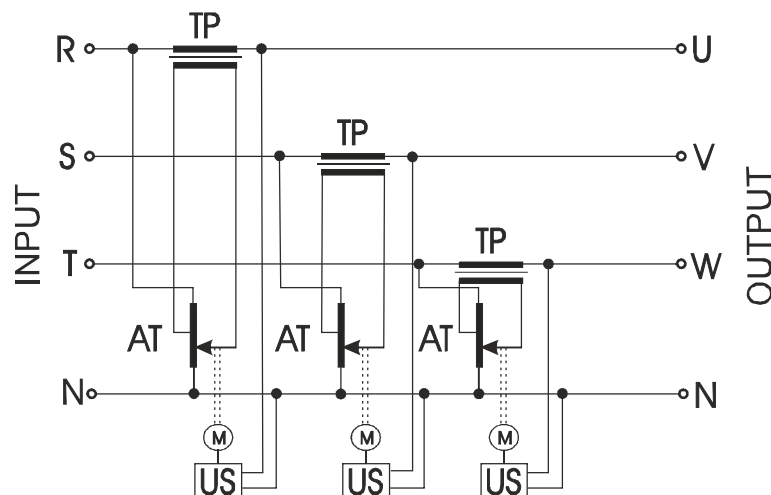 TP
R U
TP
S V
INPUT
OUTPUT
TP
T W
AT AT AT
N N
M M M
US US US